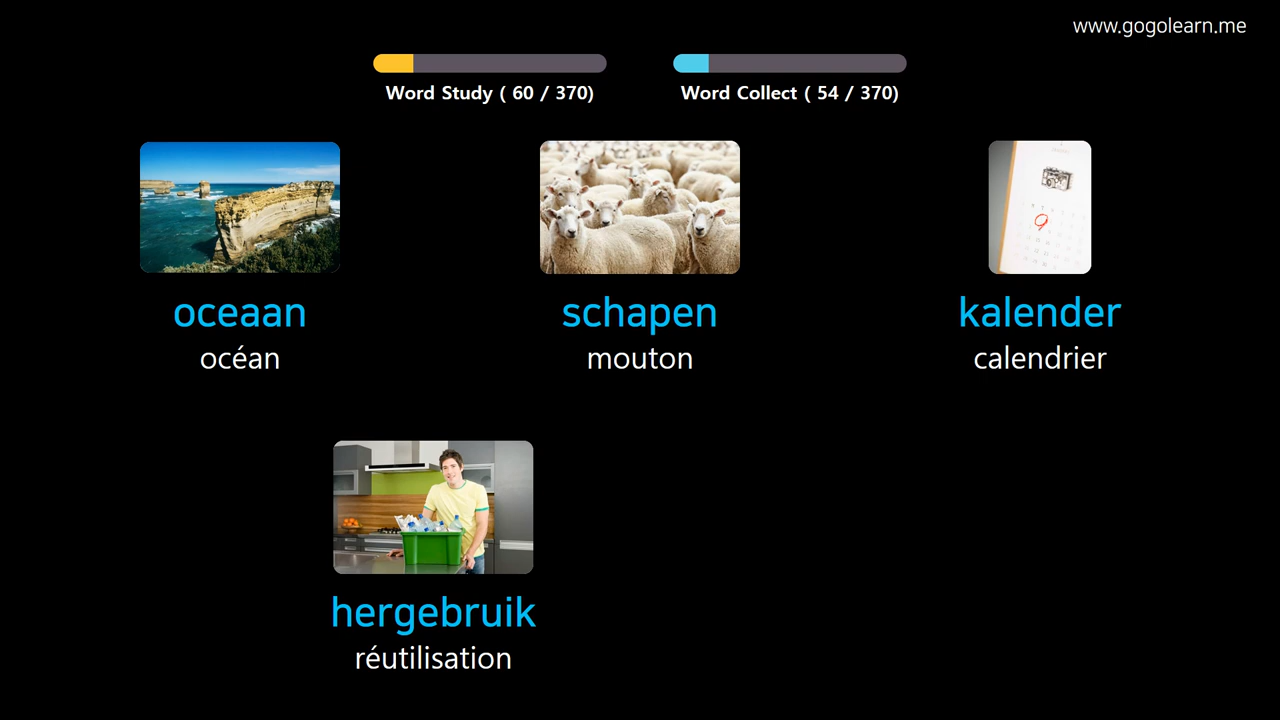 www.gogolearn.me
Word Study ( 60 / 370)
Word Collect ( 54 / 370)
oceaan
océan
schapen
mouton
kalender
calendrier
hergebruik
réutilisation